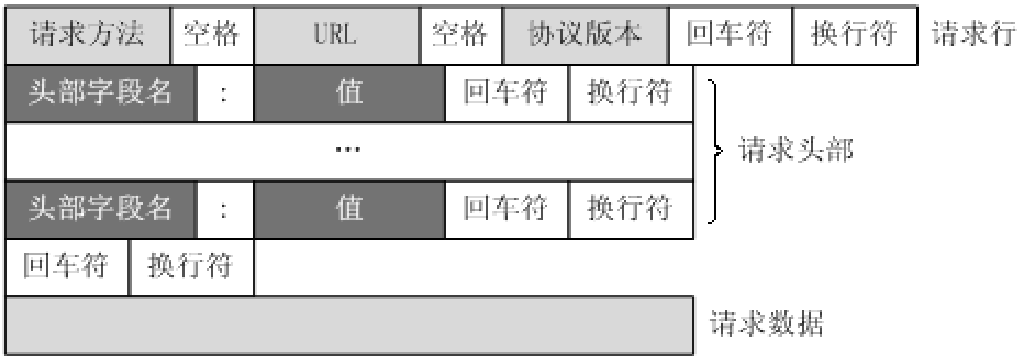 请求方法 空格 URL 空格 协议版本 回车符 换行符 请求行
头部字段名 : 值 回车符 换行符
… 请求头部
头部字段名 : 值 回车符 换行符
回车符 换行符
请求数据